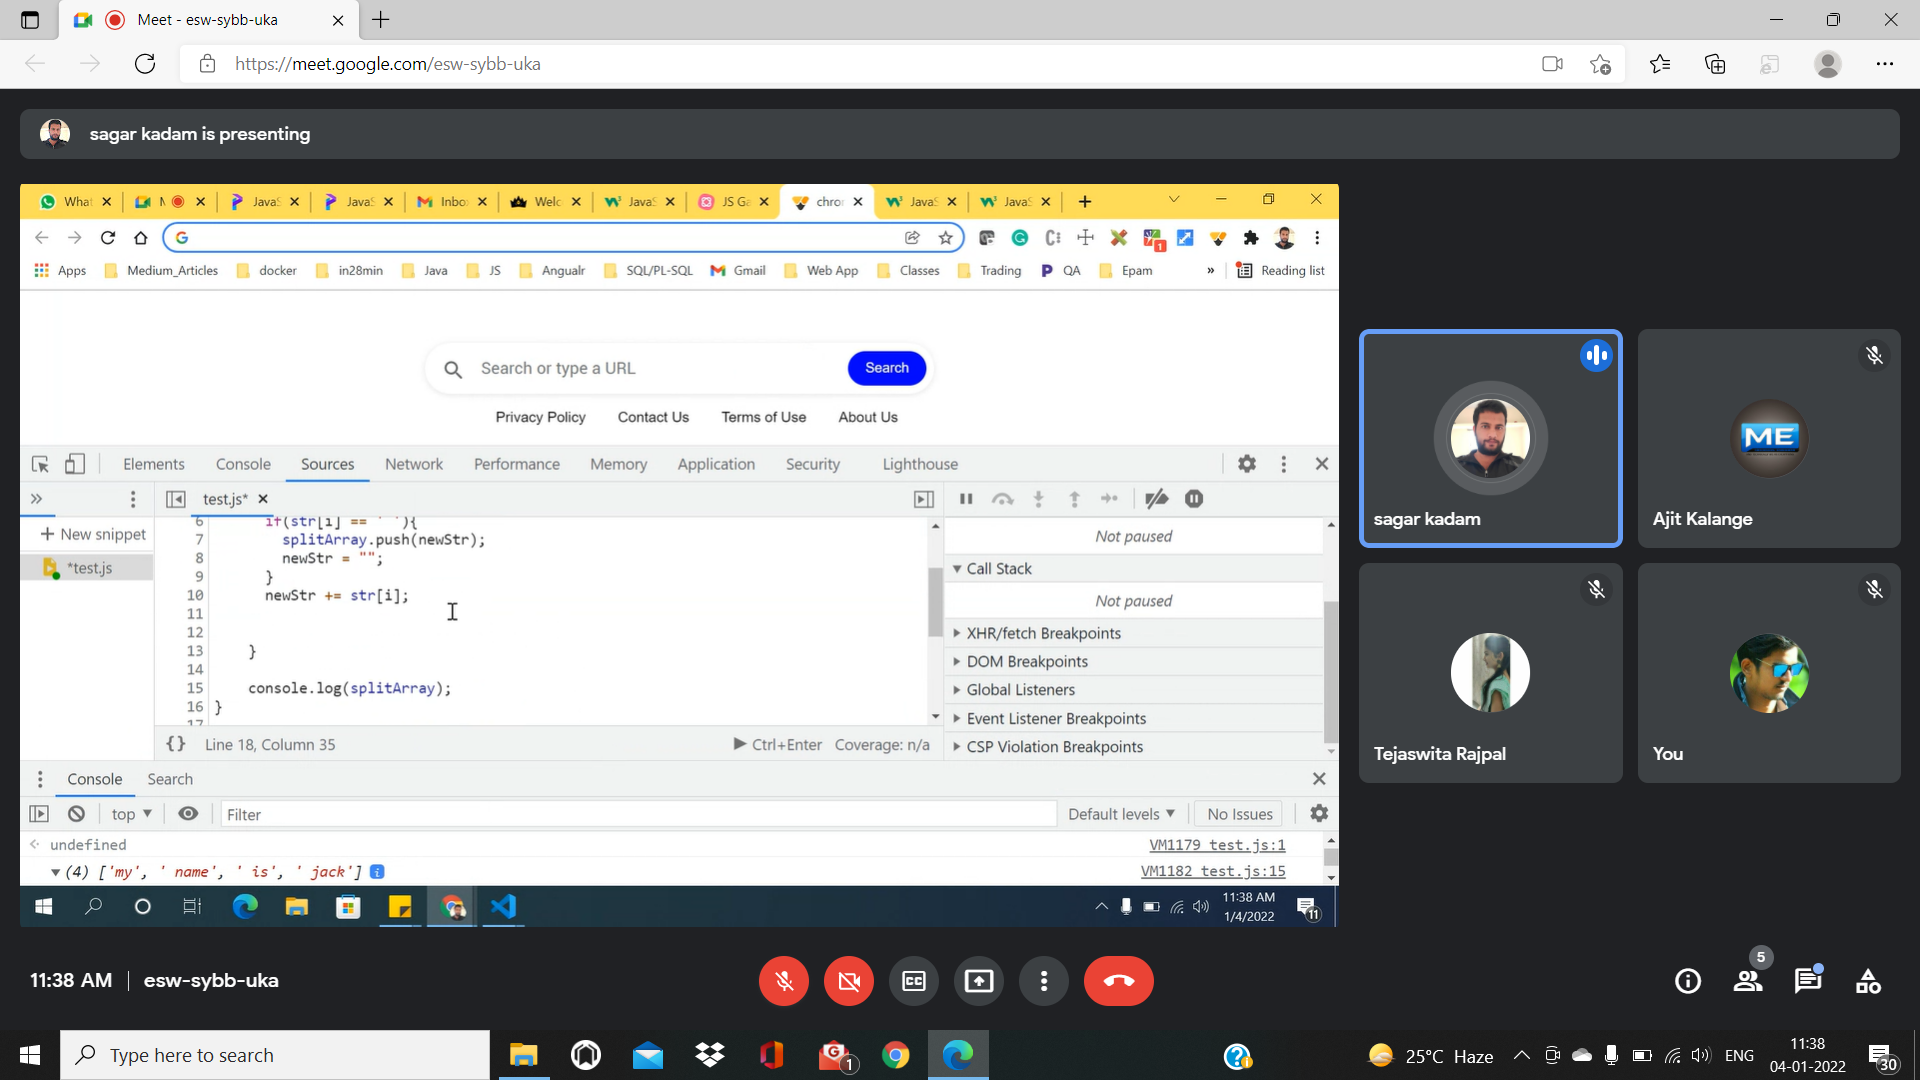 Meet - esw-sybb-uka
https://meet.google.com/esw-sybb-uka
sagar kadam is presenting
What
JavaS
JavaS
Inbo
Welc
JavaS
JS Ga
chro
JavaS
JavaS
Apps
Medium_Articles
docker
in28min
Java
JS
Angualr
SQL/PL-SQL
Gmail
Web App
Classes
Trading
QA
Epam
»
Reading list
Search or type a URL
Search
Privacy Policy
Contact Us
Terms of Use
About Us
Elements
Console
Sources
Network
Performance
Memory
Application
Security
Lighthouse
test.js*
New snippet
*test.js
6 if(str[i] == ' '){
7 splitArray.push(newStr);
8 newStr = "";
9 }
10 newStr += str[i];
11
12
13 }
14
15 console.log(splitArray);
16 }
17
{} Line 18, Column 35
Ctrl+Enter
Coverage: n/a
Not paused
Call Stack
Not paused
XHR/fetch Breakpoints
DOM Breakpoints
Global Listeners
Event Listener Breakpoints
CSP Violation Breakpoints
Console
Search
top
Filter
Default levels
No Issues
undefined
VM1179 test.js:1
(4) ['my', ' name', ' is', ' jack']
VM1182 test.js:15
11:38 AM
1/4/2022
11
sagar kadam
ME
Ajit Kalange
Tejaswita Rajpal
You
11:38 AM
esw-sybb-uka
5
Type here to search
1
25°C Haze
ENG
11:38
04-01-2022
30